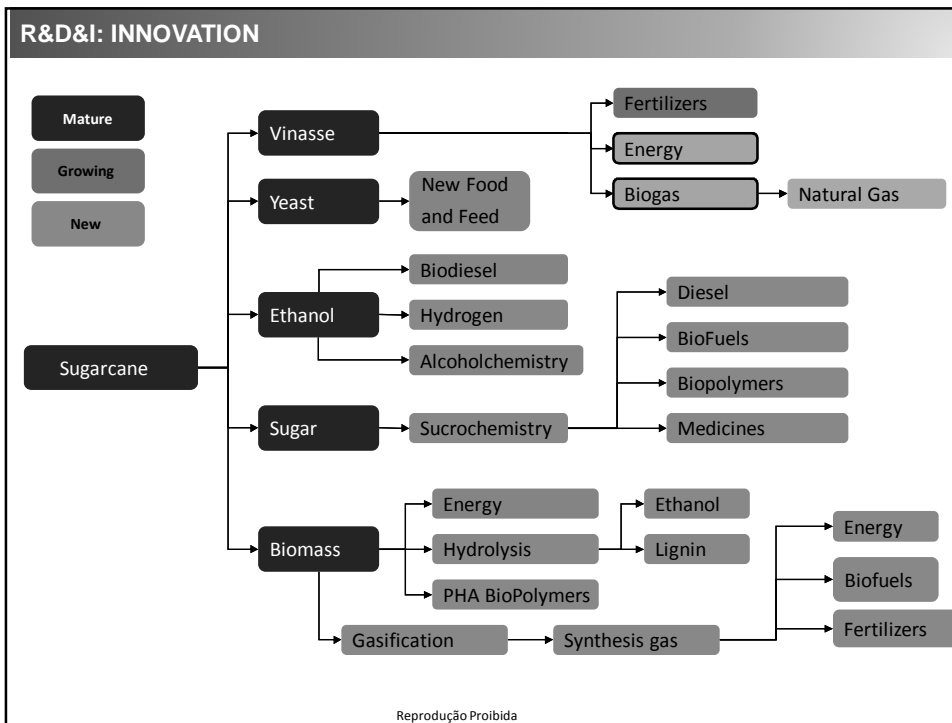 R&D&I: INNOVATION
Mature
Growing
New
Sugarcane
Vinasse
Fertilizers
Energy
Biogas
Natural Gas
Yeast
New Food
and Feed
Ethanol
Biodiesel
Hydrogen
Alcoholchemistry
Sugar
Sucrochemistry
Diesel
BioFuels
Biopolymers
Medicines
Biomass
Energy
Hydrolysis
Ethanol
Lignin
PHA BioPolymers
Gasification
Synthesis gas
Energy
Biofuels
Fertilizers
Reprodução Proibida